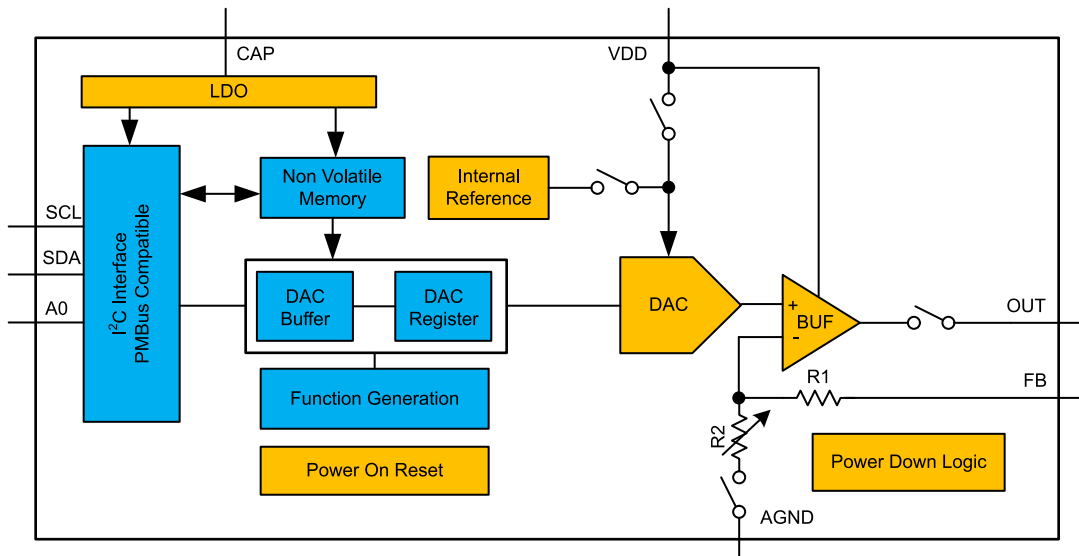 CAP
VDD
LDO
Non Volatile
Memory
Internal
Reference
SCL
SDA
A0
I²C Interface
PMBus Compatible
DAC
Buffer
DAC
Register
DAC
+
BUF
-
OUT
R1
FB
R2
Function Generation
Power On Reset
Power Down Logic
AGND